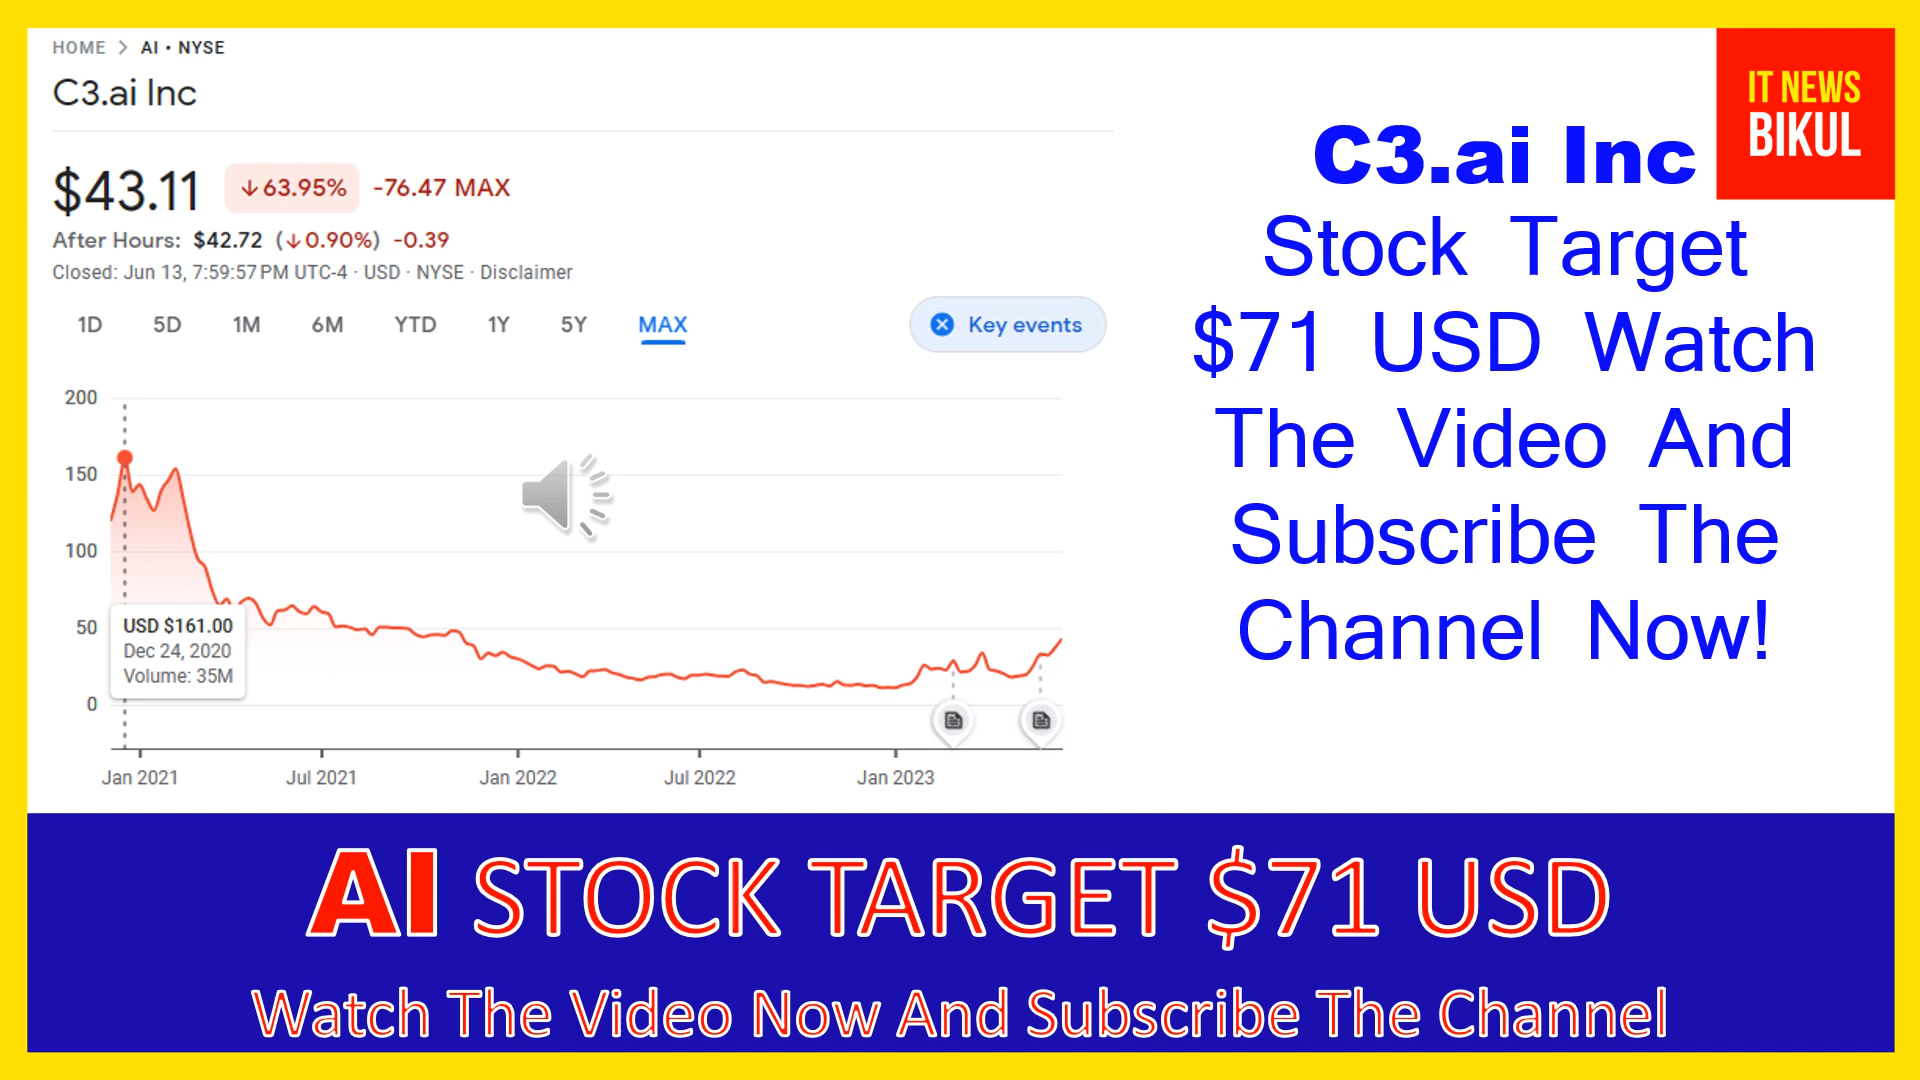 HOME > AI • NYSE
C3.ai Inc
$43.11 ↓63.95% -76.47 MAX
After Hours: $42.72 (↓0.90%) -0.39
Closed: Jun 13, 7:59:57 PM UTC-4 · USD · NYSE · Disclaimer
1D 5D 1M 6M YTD 1Y 5Y MAX
Key events
200
150
100
50
0
USD $161.00
Dec 24, 2020
Volume: 35M
Jan 2021 Jul 2021 Jan 2022 Jul 2022 Jan 2023
IT NEWS
BIKUL
C3.ai Inc
Stock Target
$71 USD Watch
The Video And
Subscribe The
Channel Now!
AI STOCK TARGET $71 USD
Watch The Video Now And Subscribe The Channel